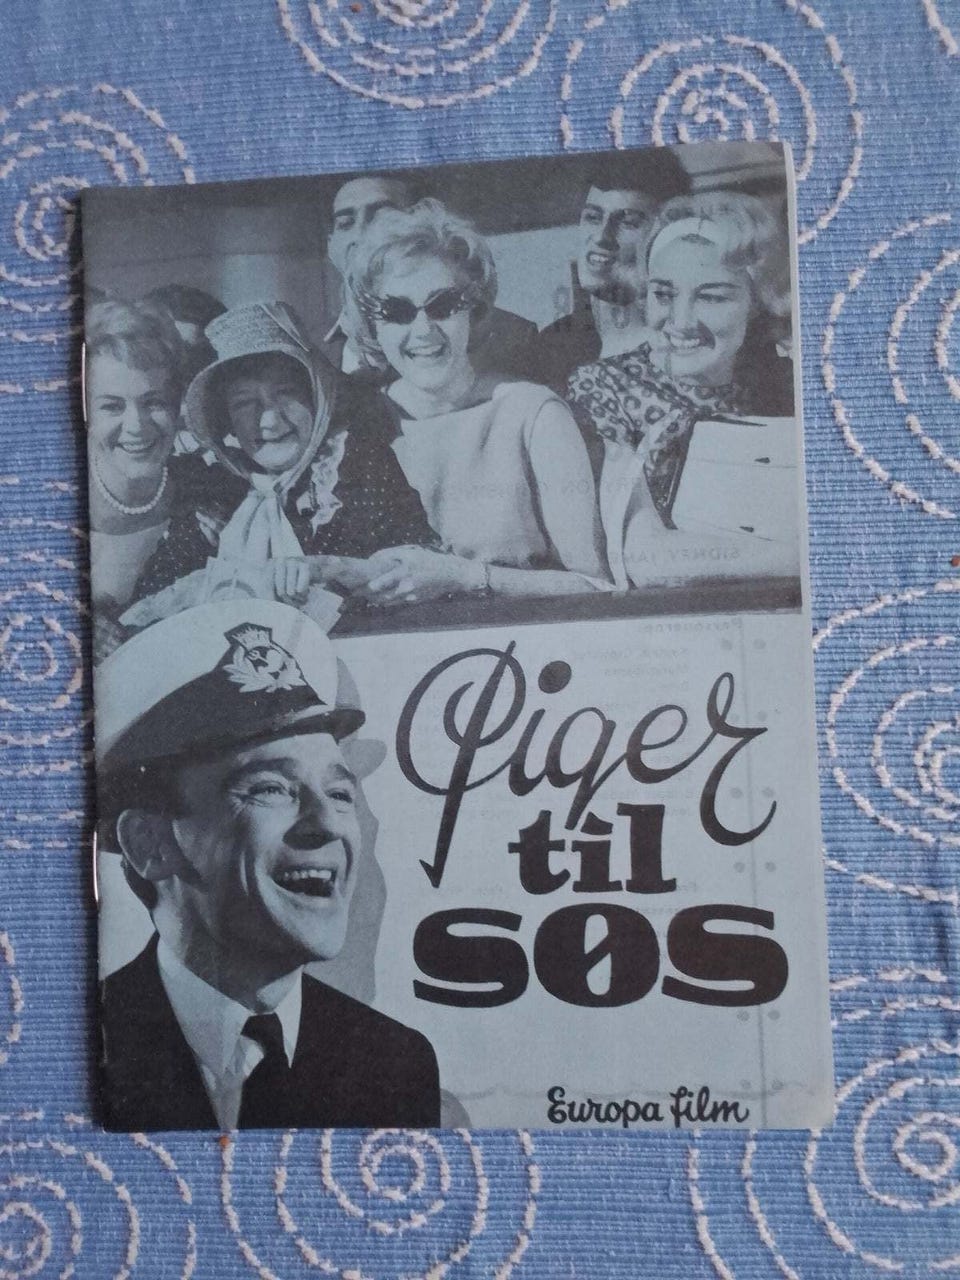 Piger
til
søs
Europa film